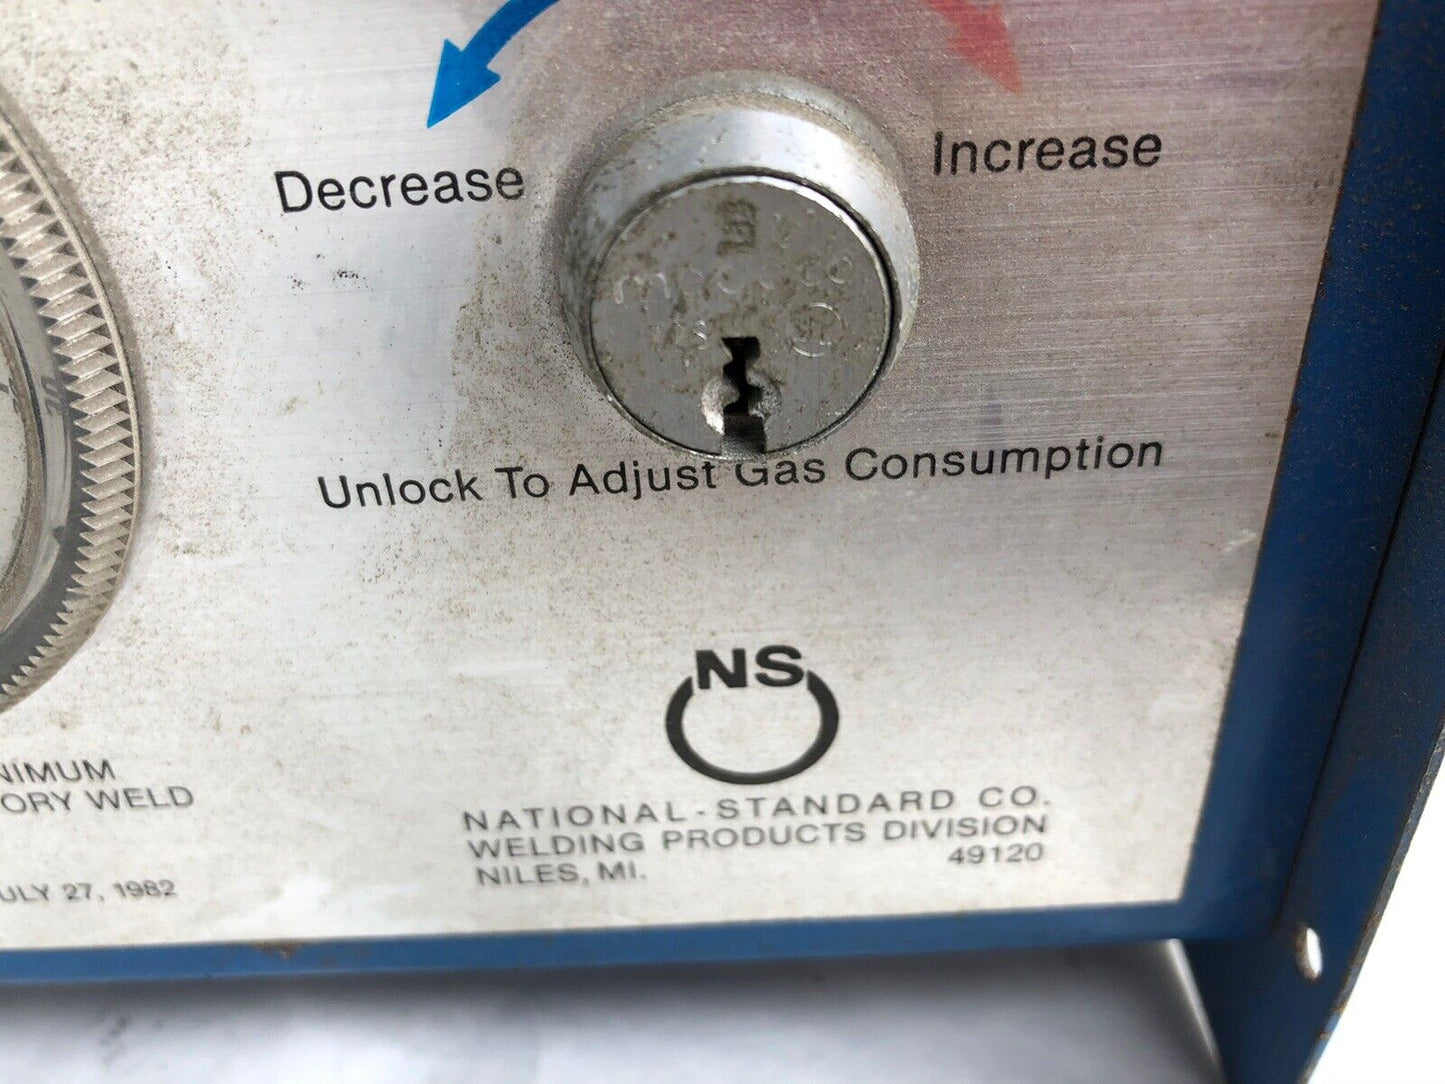 Decrease
Increase
Unlock To Adjust Gas Consumption
NS
NIMUM
ORY WELD
NATIONAL-STANDARD CO.
WELDING PRODUCTS DIVISION
NILES, MI. 49120
ULY 27, 1982